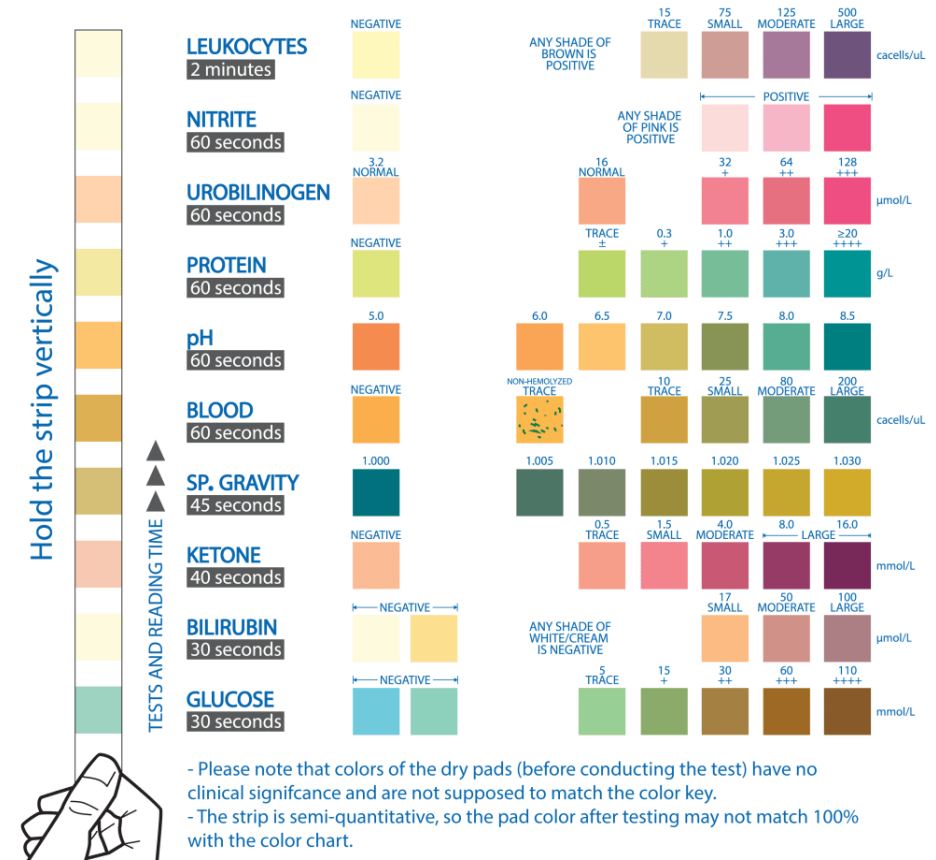 Hold the strip vertically
TESTS AND READING TIME
LEUKOCYTES
2 minutes
NEGATIVE
ANY SHADE OF
BROWN IS
POSITIVE
15
TRACE
75
SMALL
125
MODERATE
500
LARGE
cacells/uL
NITRITE
60 seconds
NEGATIVE
ANY SHADE
OF PINK IS
POSITIVE
POSITIVE
UROBILINOGEN
60 seconds
3.2
NORMAL
16
NORMAL
32
+
64
++
128
+++
μmol/L
PROTEIN
60 seconds
NEGATIVE
TRACE
±
0.3
+
1.0
++
3.0
+++
≥20
++++
g/L
pH
60 seconds
5.0
6.0
6.5
7.0
7.5
8.0
8.5
BLOOD
60 seconds
NEGATIVE
NON-HEMOLYZED
TRACE
10
TRACE
25
SMALL
80
MODERATE
200
LARGE
cacells/uL
SP. GRAVITY
45 seconds
1.000
1.005
1.010
1.015
1.020
1.025
1.030
KETONE
40 seconds
NEGATIVE
0.5
TRACE
1.5
SMALL
4.0
MODERATE
8.0
16.0
LARGE
mmol/L
BILIRUBIN
30 seconds
NEGATIVE
ANY SHADE OF
WHITE/CREAM
IS NEGATIVE
17
SMALL
50
MODERATE
100
LARGE
μmol/L
GLUCOSE
30 seconds
NEGATIVE
5
TRACE
15
+
30
++
60
+++
110
++++
mmol/L
- Please note that colors of the dry pads (before conducting the test) have no
clinical signifcance and are not supposed to match the color key.
- The strip is semi-quantitative, so the pad color after testing may not match 100%
with the color chart.